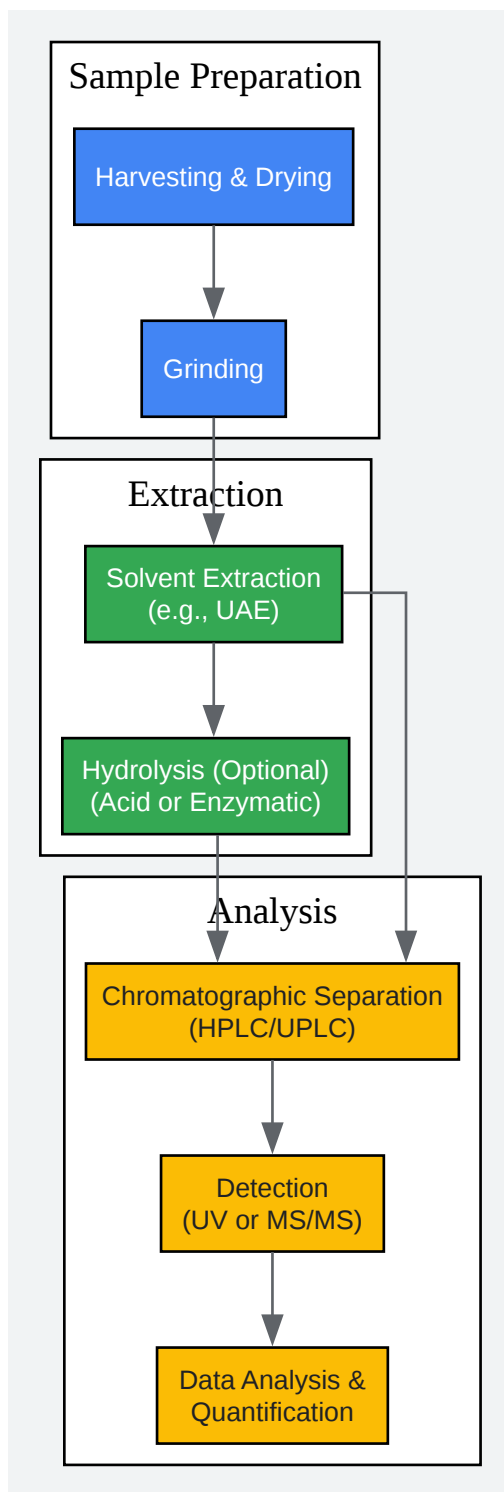 Sample Preparation
Harvesting & Drying
Grinding
Extraction
Solvent Extraction
(e.g., UAE)
Hydrolysis (Optional)
(Acid or Enzymatic)
Analysis
Chromatographic Separation
(HPLC/UPLC)
Detection
(UV or MS/MS)
Data Analysis &
Quantification